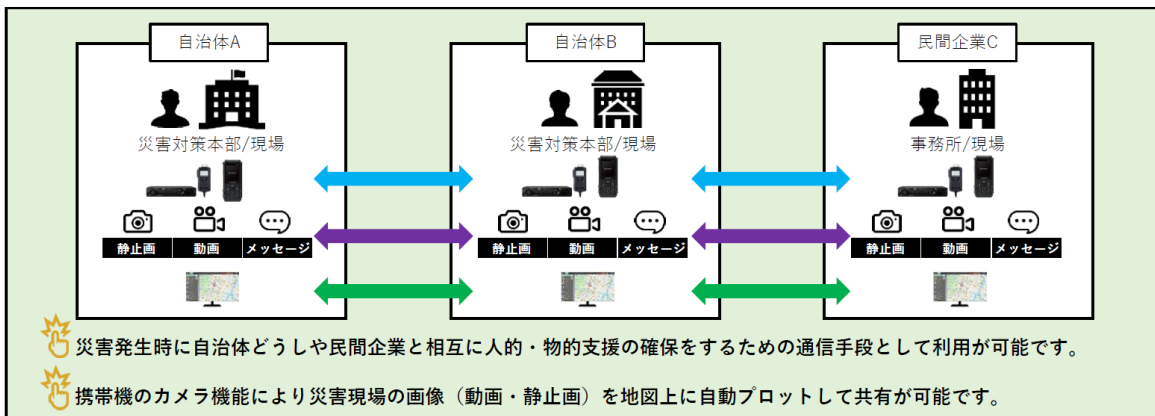 自治体A
自治体B
民間企業C
災害対策本部/現場
災害対策本部/現場
事務所/現場
静止画 動画 メッセージ
静止画 動画 メッセージ
静止画 動画 メッセージ
災害発生時に自治体どうしや民間企業と相互に人的・物的支援の確保をするための通信手段として利用が可能です。
携帯機のカメラ機能により災害現場の画像（動画・静止画）を地図上に自動プロットして共有が可能です。